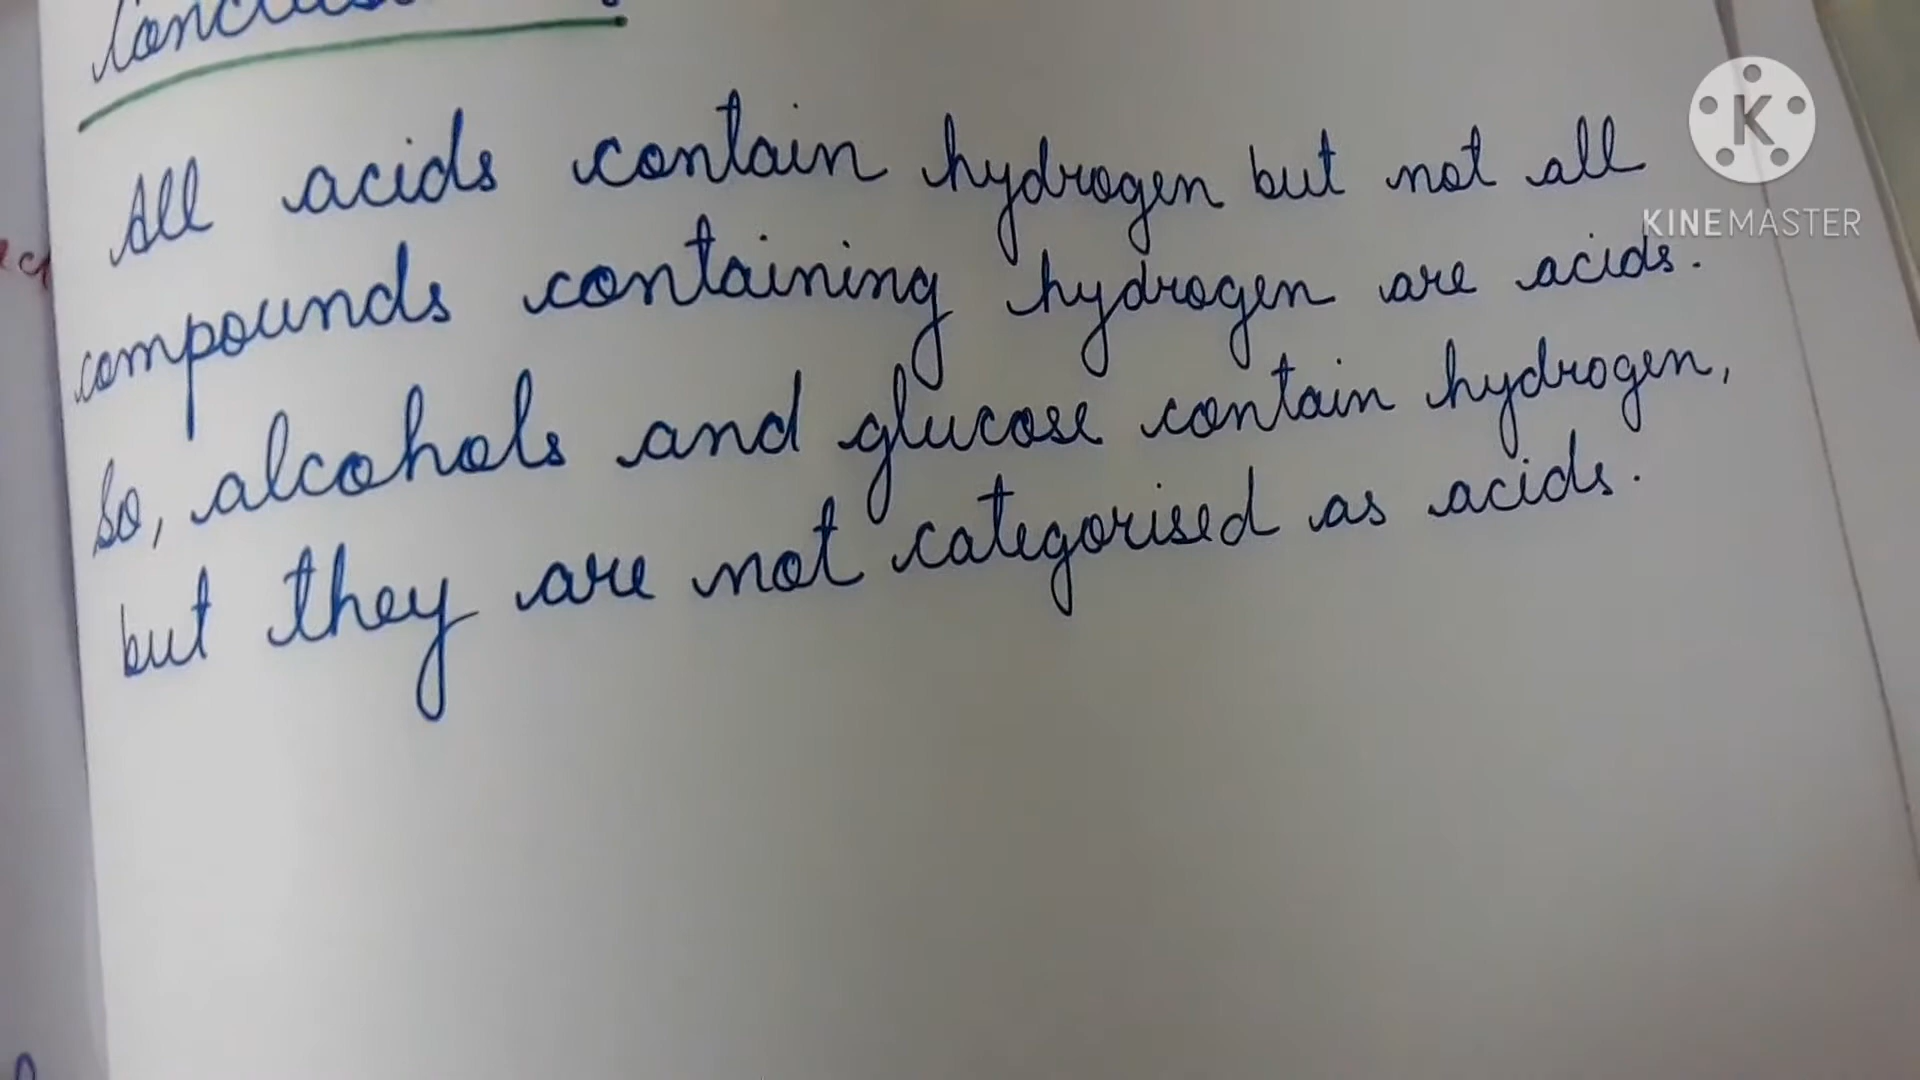 All acids contain hydrogen but not all
KINEMASTER
compounds containing hydrogen are acids.
So, alcohols and glucose contain hydrogen,
but they are not categorised as acids.